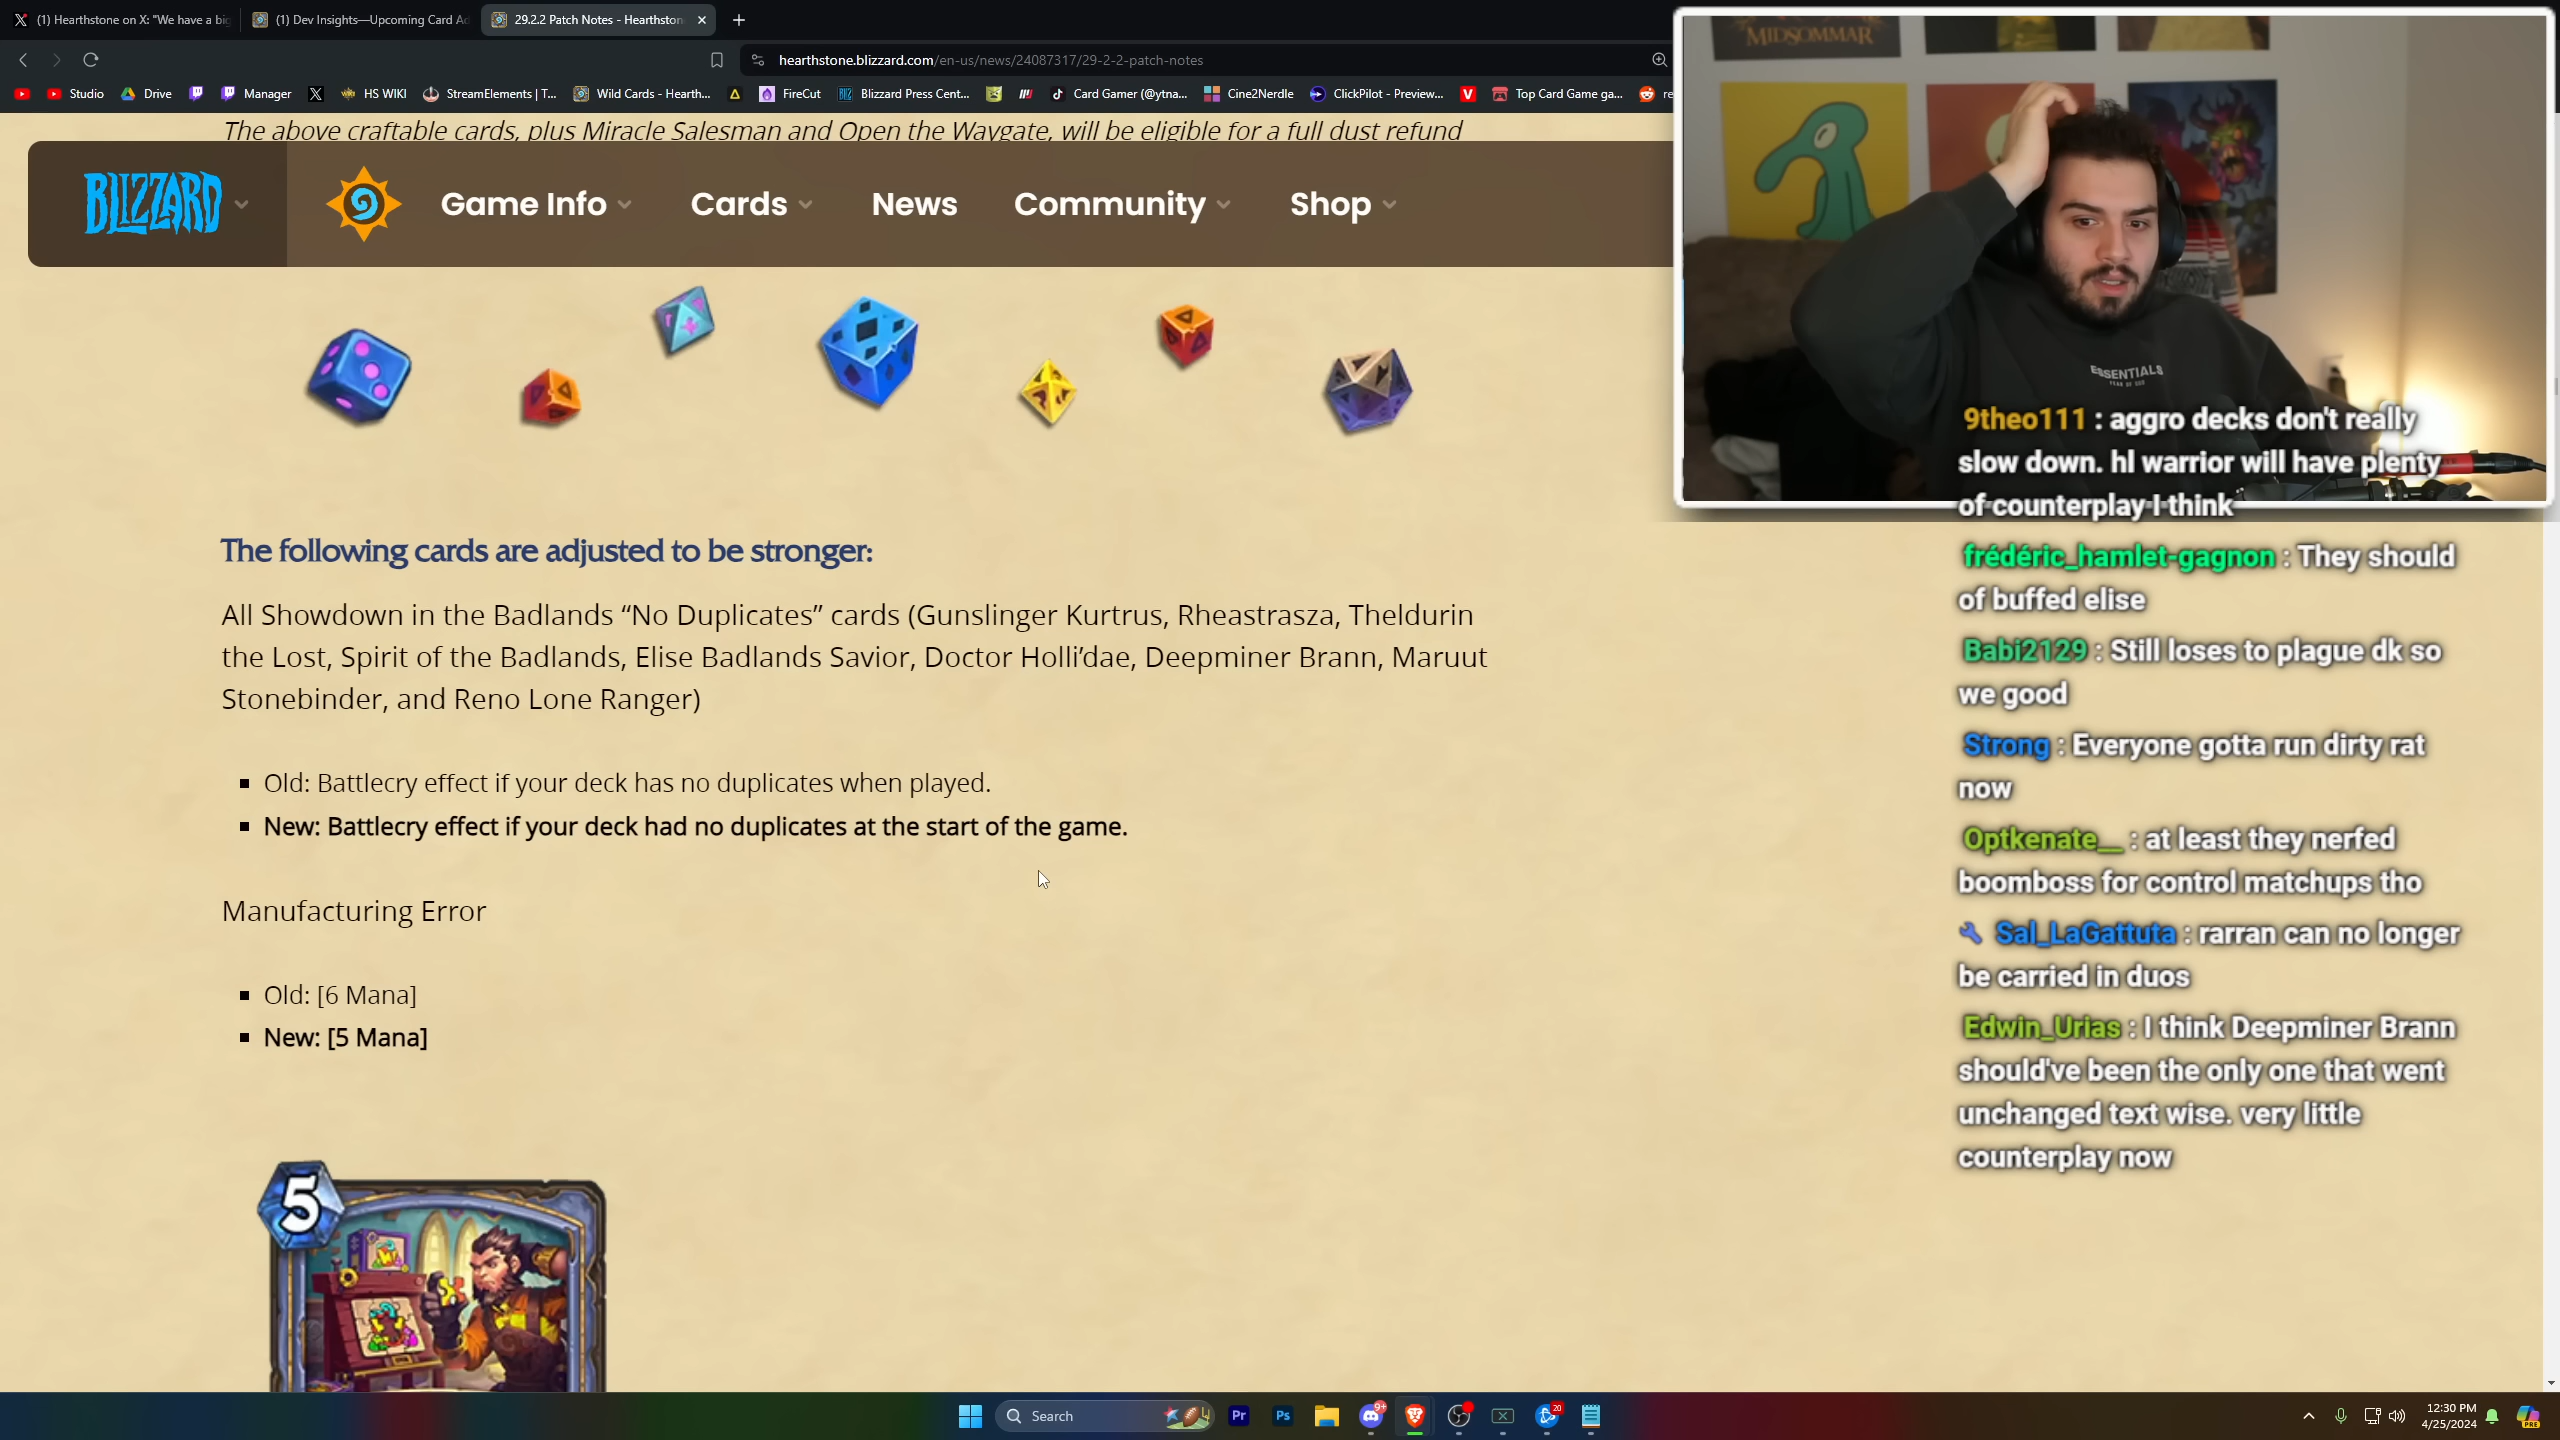 (1) Hearthstone on X: "We have a big
(1) Dev Insights—Upcoming Card Ad
29.2.2 Patch Notes - Hearthston
hearthstone.blizzard.com/en-us/news/24087317/29-2-2-patch-notes
Studio
Drive
Manager
HS WIKI
StreamElements | T...
Wild Cards - Hearth...
FireCut
Blizzard Press Cent...
Card Gamer (@ytna...
Cine2Nerdle
ClickPilot - Preview...
Top Card Game ga...
re
The above craftable cards, plus Miracle Salesman and Open the Waygate, will be eligible for a full dust refund
BLIZZARD
Game Info
Cards
News
Community
Shop
MIDSOMMAR
ESSENTIALS
FEAR OF GOD
The following cards are adjusted to be stronger:
All Showdown in the Badlands “No Duplicates” cards (Gunslinger Kurtrus, Rheastrasza, Theldurin
the Lost, Spirit of the Badlands, Elise Badlands Savior, Doctor Holli’dae, Deepminer Brann, Maruut
Stonebinder, and Reno Lone Ranger)
Old: Battlecry effect if your deck has no duplicates when played.
New: Battlecry effect if your deck had no duplicates at the start of the game.
Manufacturing Error
Old: [6 Mana]
New: [5 Mana]
5
9theo111 : aggro decks don't really
slow down. hl warrior will have plenty
of counterplay I think
frédéric_hamlet-gagnon : They should
of buffed elise
Babi2129 : Still loses to plague dk so
we good
Strong : Everyone gotta run dirty rat
now
Optkenate__ : at least they nerfed
boomboss for control matchups tho
Sal_LaGattuta : rarran can no longer
be carried in duos
Edwin_Urias : I think Deepminer Brann
should've been the only one that went
unchanged text wise. very little
counterplay now
Search
Pr
Ps
9+
20
12:30 PM
4/25/2024
PRE